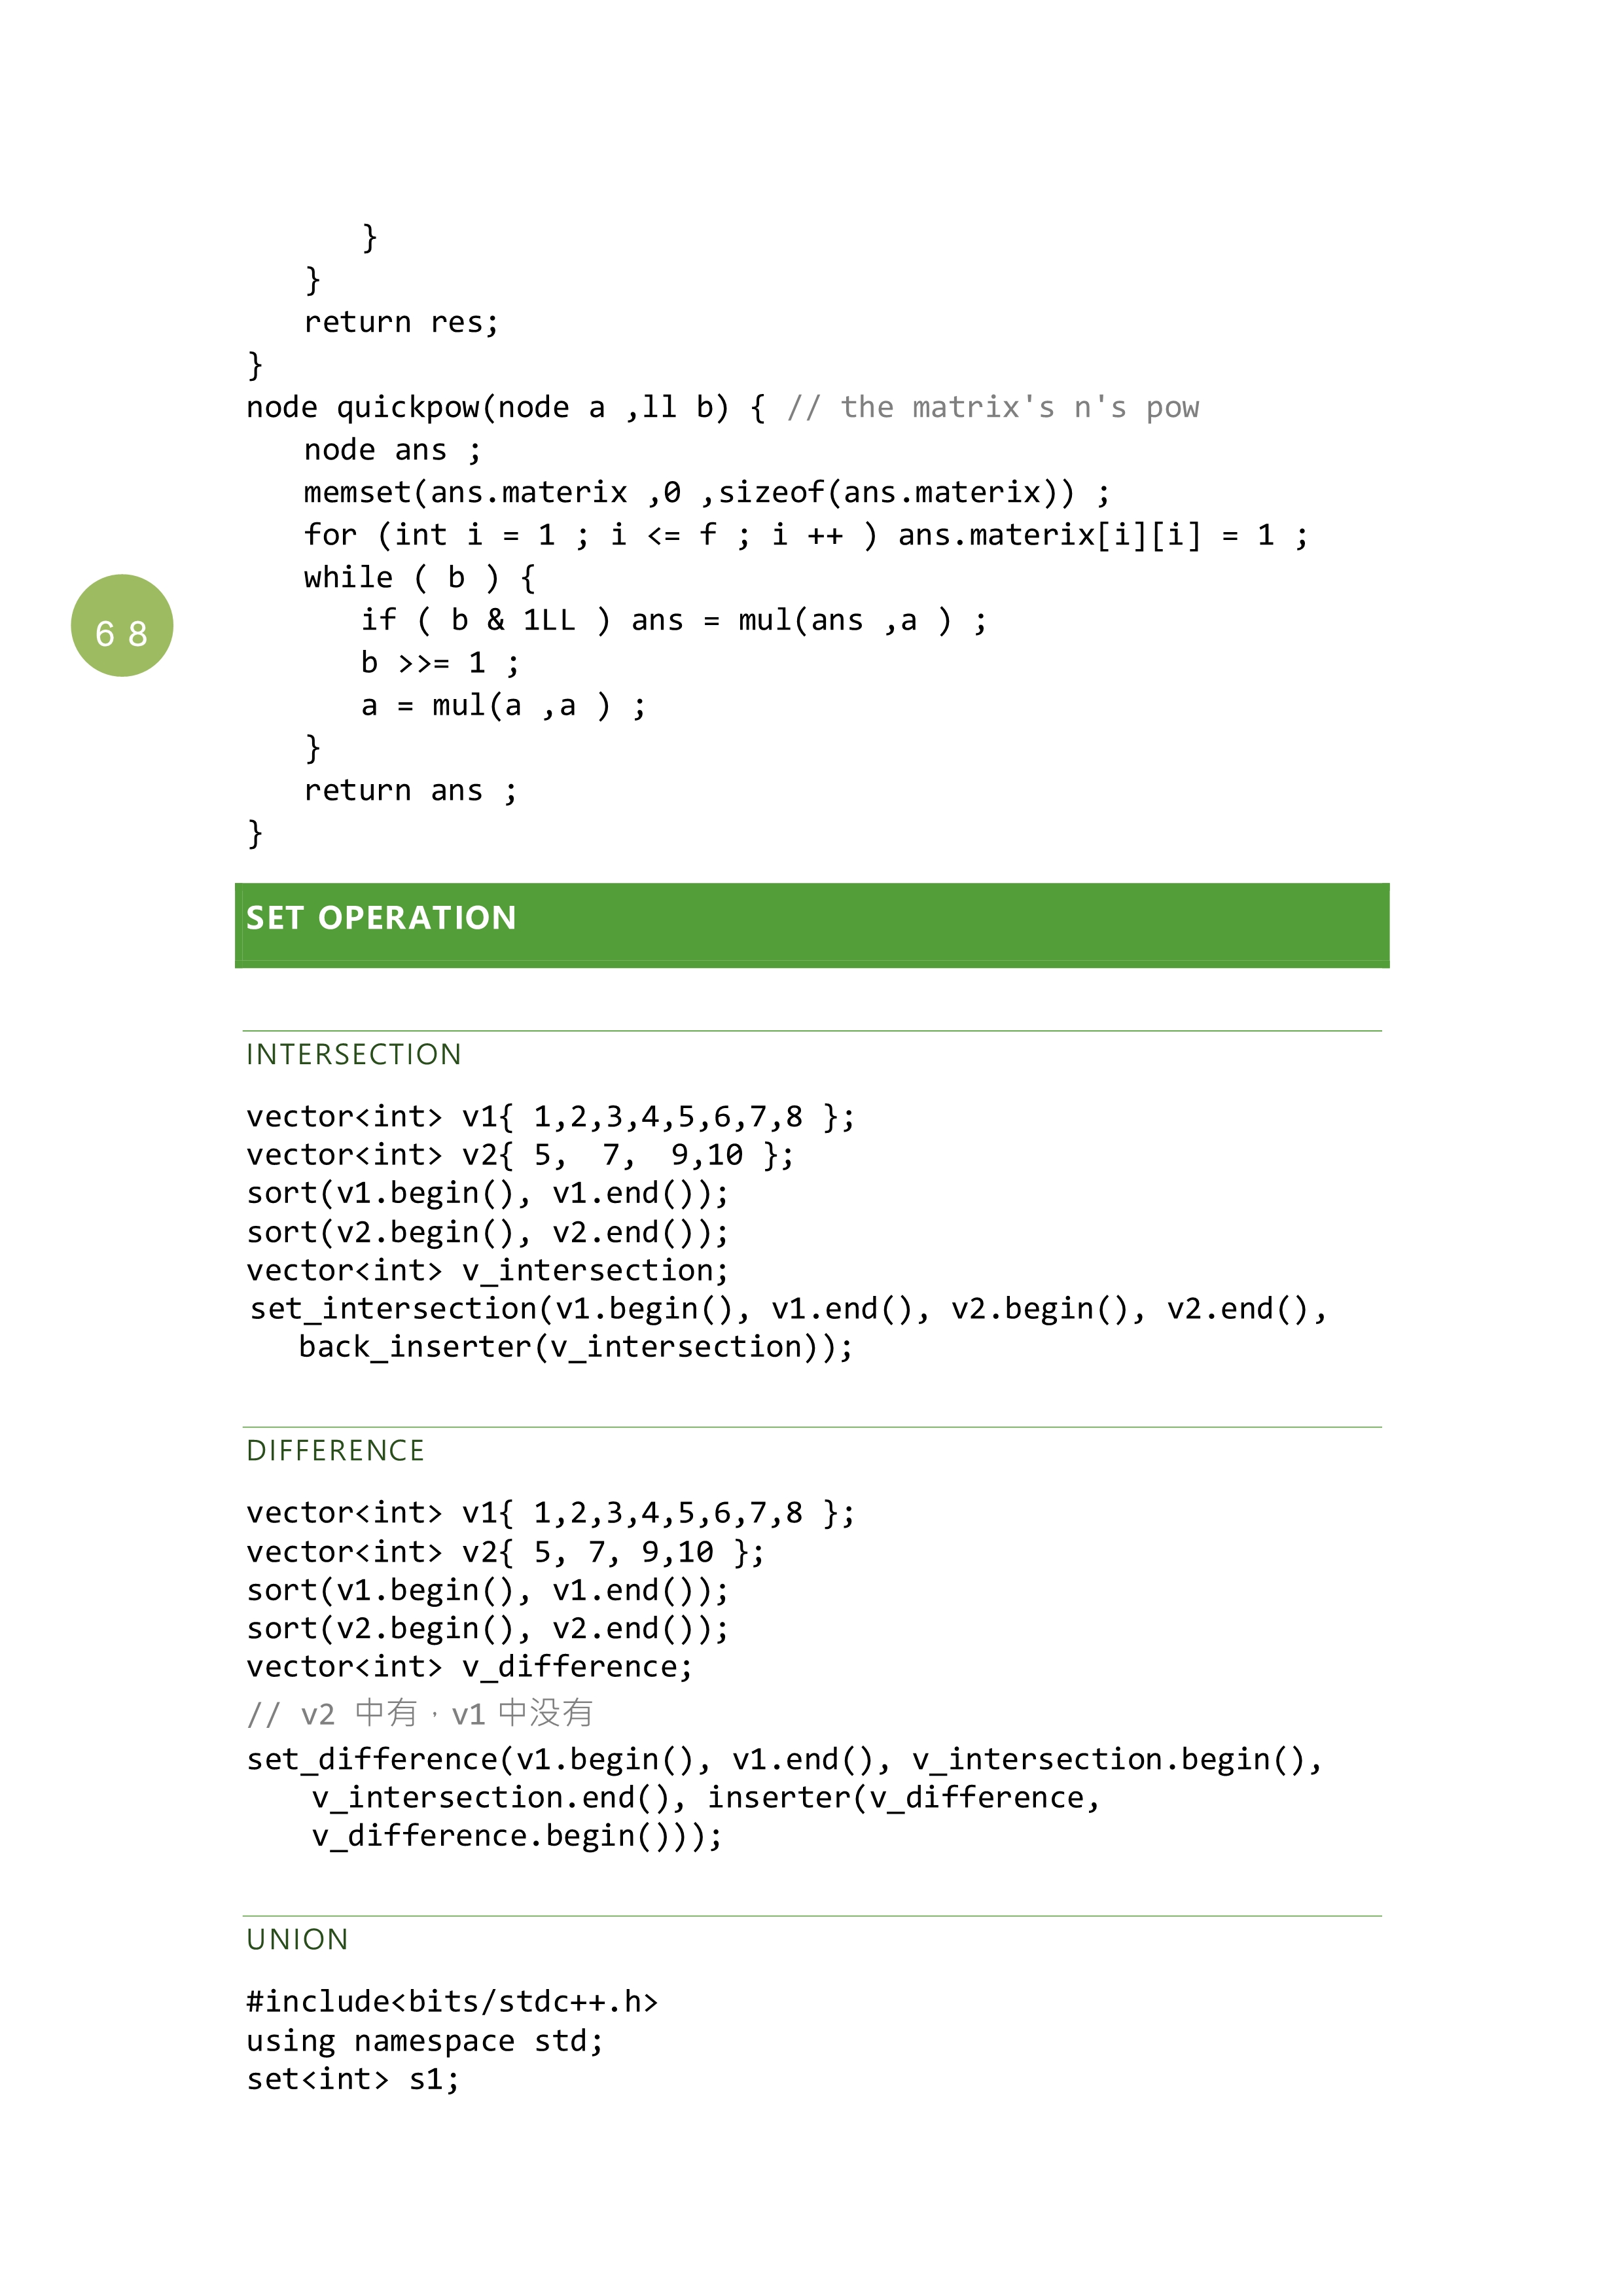 }
}
return res;
}
node quickpow(node a ,ll b) { // the matrix's n's pow
node ans ;
memset(ans.materix ,0 ,sizeof(ans.materix)) ;
for (int i = 1 ; i <= f ; i ++ ) ans.materix[i][i] = 1 ;
while ( b ) {
if ( b & 1LL ) ans = mul(ans ,a ) ;
68
b >>= 1 ;
a = mul(a ,a ) ;
}
return ans ;
}
SET OPERATION
INTERSECTION
vector<int> v1{ 1,2,3,4,5,6,7,8 };
vector<int> v2{ 5,  7,  9,10 };
sort(v1.begin(), v1.end());
sort(v2.begin(), v2.end());
vector<int> v_intersection;
set_intersection(v1.begin(), v1.end(), v2.begin(), v2.end(),
back_inserter(v_intersection));
DIFFERENCE
vector<int> v1{ 1,2,3,4,5,6,7,8 };
vector<int> v2{ 5, 7, 9,10 };
sort(v1.begin(), v1.end());
sort(v2.begin(), v2.end());
vector<int> v_difference;
// v2 中有，v1 中没有
set_difference(v1.begin(), v1.end(), v_intersection.begin(),
v_intersection.end(), inserter(v_difference,
v_difference.begin()));
UNION
#include<bits/stdc++.h>
using namespace std;
set<int> s1;